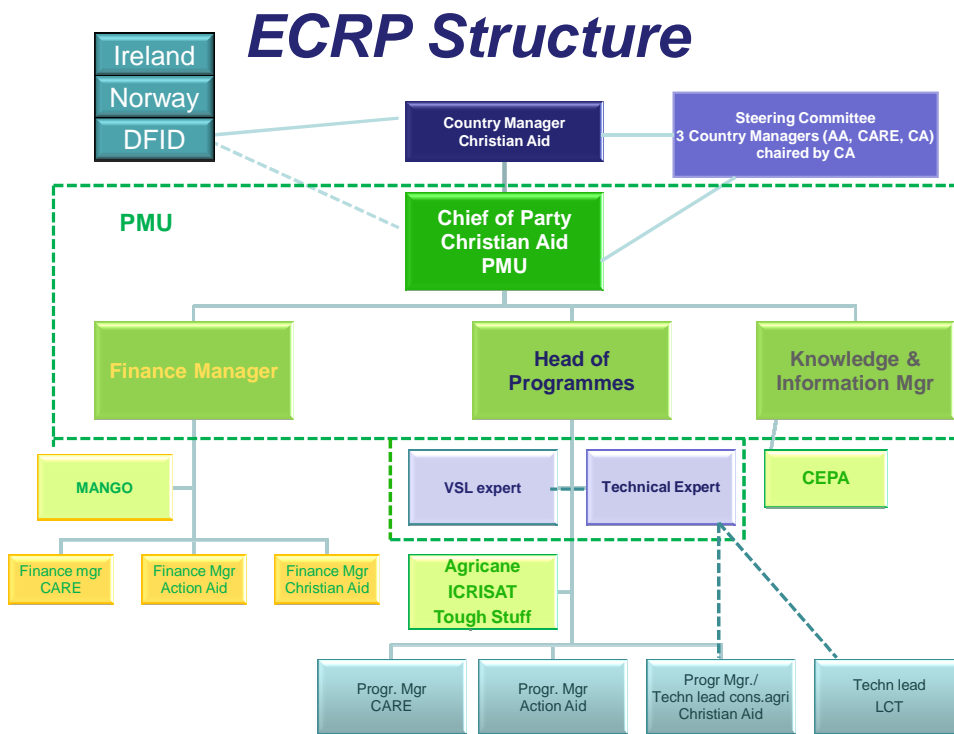 ECRP Structure
Ireland
Norway
DFID
Country Manager
Christian Aid
Steering Committee
3 Country Managers (AA, CARE, CA)
chaired by CA
PMU
Chief of Party
Christian Aid
PMU
Finance Manager
Head of
Programmes
Knowledge &
Information Mgr
MANGO
VSL expert
Technical Expert
CEPA
Finance mgr
CARE
Finance Mgr
Action Aid
Finance Mgr
Christian Aid
Agricane
ICRISAT
Tough Stuff
Progr. Mgr
CARE
Progr. Mgr
Action Aid
Progr Mgr./
Techn lead cons.agri
Christian Aid
Techn lead
LCT